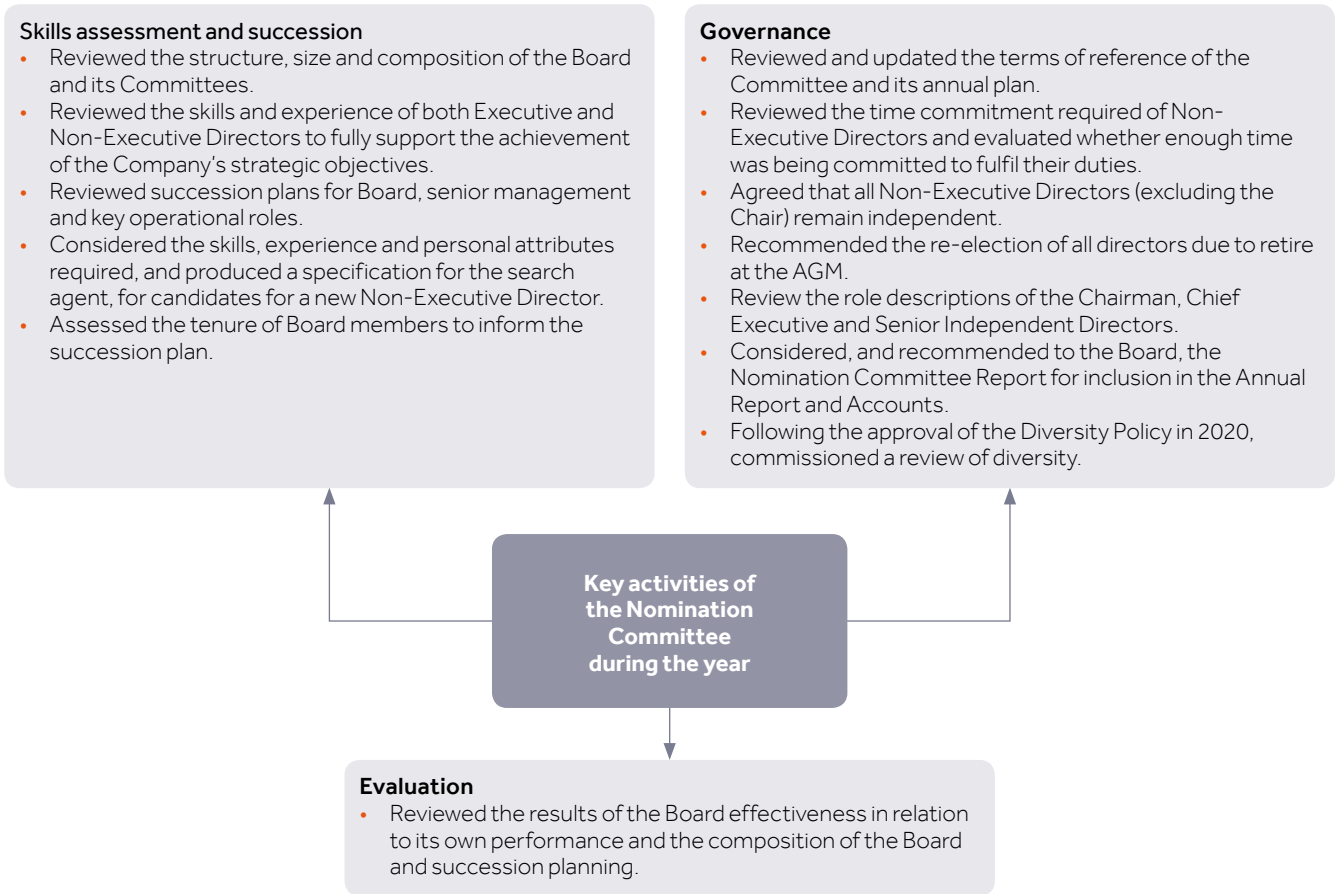 Skills assessment and succession
• Reviewed the structure, size and composition of the Board
and its Committees.
• Reviewed the skills and experience of both Executive and
Non-Executive Directors to fully support the achievement
of the Company's strategic objectives.
• Reviewed succession plans for Board, senior management
and key operational roles.
• Considered the skills, experience and personal attributes
required, and produced a specification for the search
agent, for candidates for a new Non-Executive Director.
• Assessed the tenure of Board members to inform the
succession plan.
Governance
• Reviewed and updated the terms of reference of the
Committee and its annual plan.
• Reviewed the time commitment required of Non-
Executive Directors and evaluated whether enough time
was being committed to fulfil their duties.
• Agreed that all Non-Executive Directors (excluding the
Chair) remain independent.
• Recommended the re-election of all directors due to retire
at the AGM.
• Review the role descriptions of the Chairman, Chief
Executive and Senior Independent Directors.
• Considered, and recommended to the Board, the
Nomination Committee Report for inclusion in the Annual
Report and Accounts.
• Following the approval of the Diversity Policy in 2020,
commissioned a review of diversity.
Key activities of
the Nomination
Committee
during the year
Evaluation
• Reviewed the results of the Board effectiveness in relation
to its own performance and the composition of the Board
and succession planning.